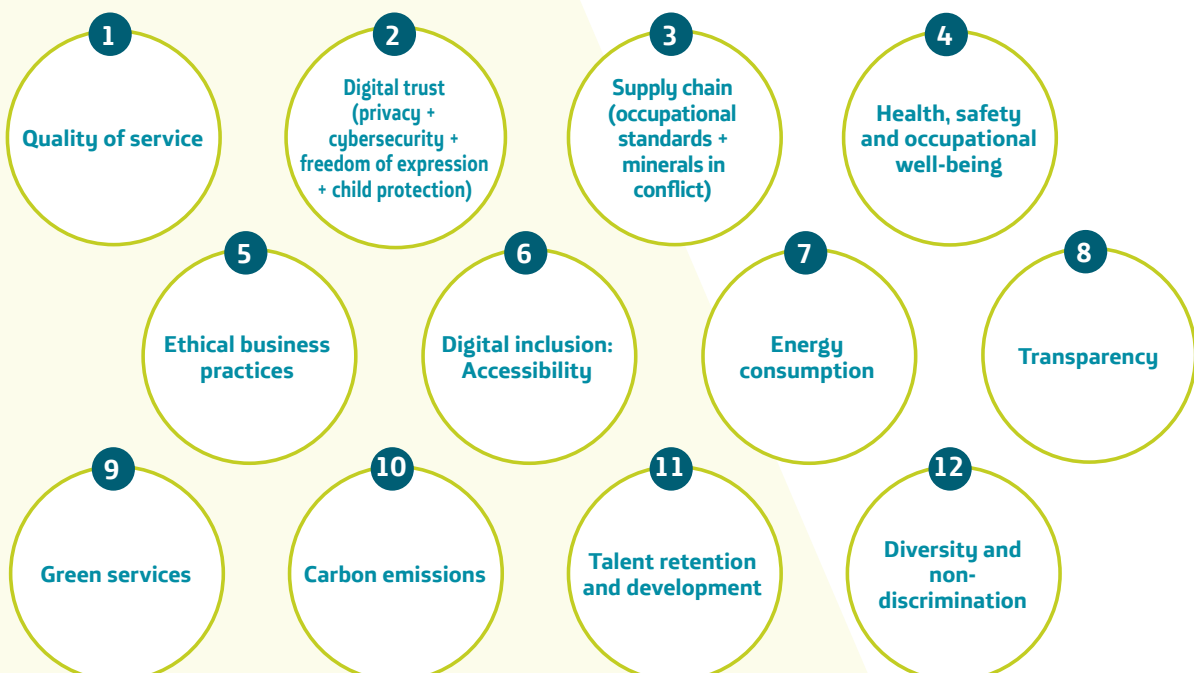 1
Quality of service
2
Digital trust
(privacy +
cybersecurity +
freedom of expression
+ child protection)
3
Supply chain
(occupational
standards +
minerals in
conflict)
4
Health, safety
and occupational
well-being
5
Ethical business
practices
6
Digital inclusion:
Accessibility
7
Energy
consumption
8
Transparency
9
Green services
10
Carbon emissions
11
Talent retention
and development
12
Diversity and
non-
discrimination